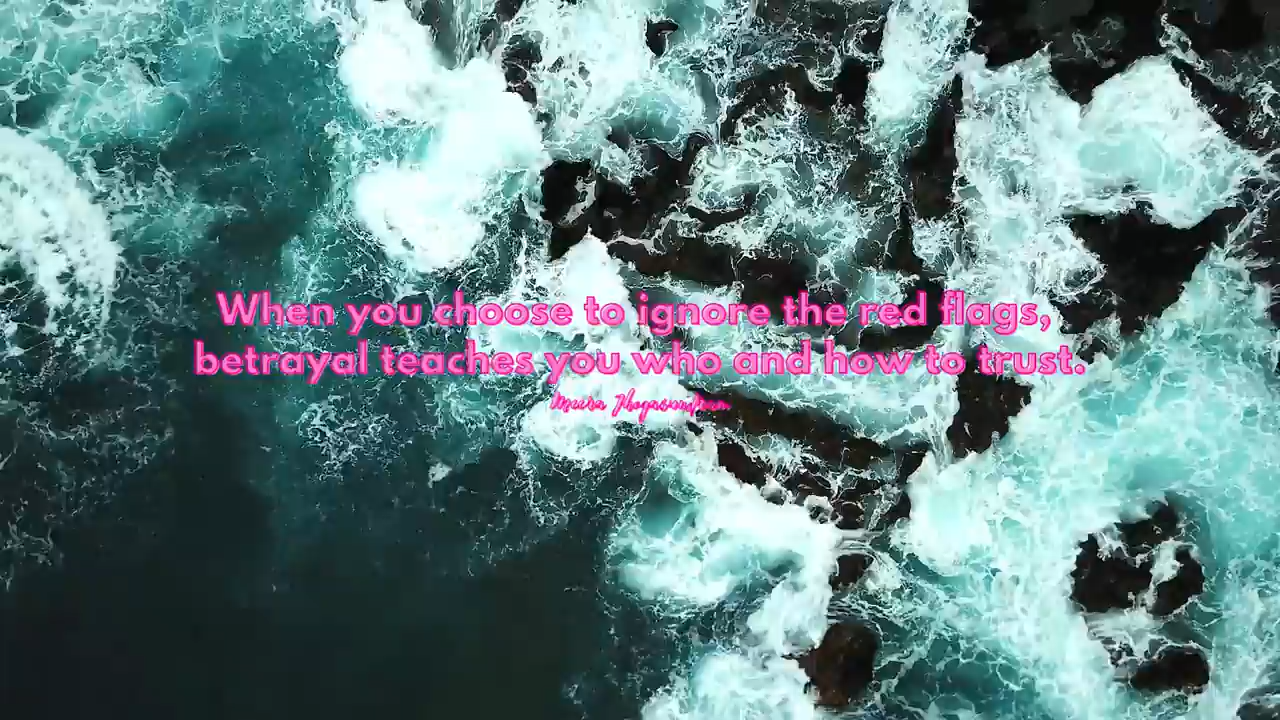 When you choose to ignore the red flags,
betrayal teaches you who and how to trust.